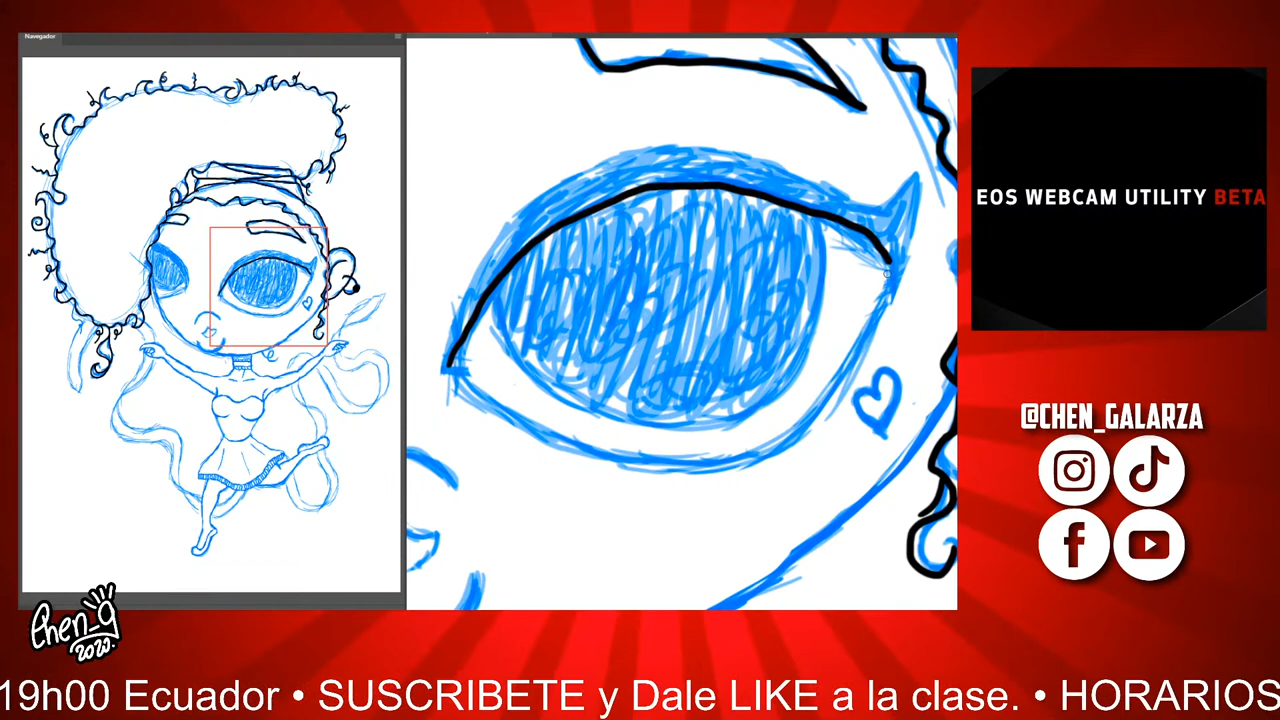 Navegador
EOS WEBCAM UTILITY BETA
@CHEN_GALARZA
Chen_g
2020.
19h00 Ecuador • SUSCRIBETE y Dale LIKE a la clase. • HORARIOS